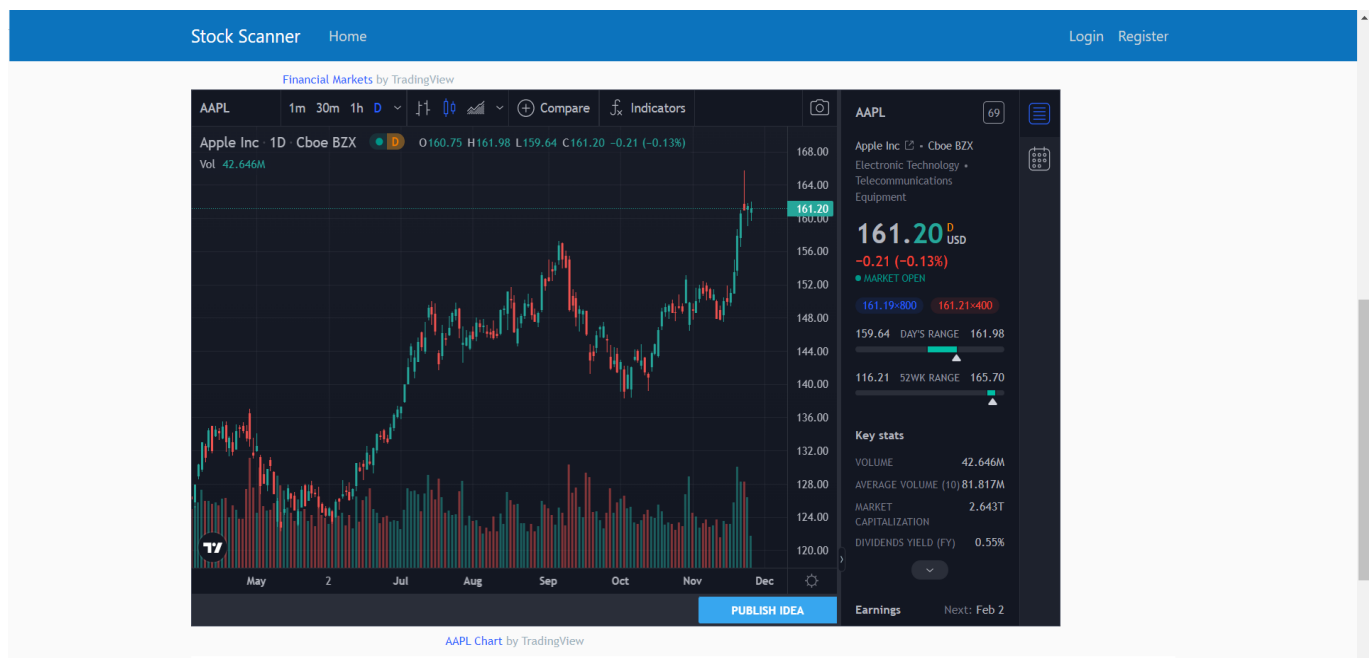 Stock Scanner Home Login Register
Financial Markets by TradingView
AAPL 1m 30m 1h D Compare fx Indicators
Apple Inc · 1D · Cboe BZX D O160.75 H161.98 L159.64 C161.20 −0.21 (−0.13%)
Vol 42.646M
168.00
164.00
161.20
160.00
156.00
152.00
148.00
144.00
140.00
136.00
132.00
128.00
124.00
120.00
May 2 Jul Aug Sep Oct Nov Dec
PUBLISH IDEA
AAPL 69
Apple Inc • Cboe BZX
Electronic Technology •
Telecommunications
Equipment
161.20 D USD
−0.21 (−0.13%)
MARKET OPEN
161.19×800 161.21×400
159.64 DAY'S RANGE 161.98
116.21 52WK RANGE 165.70
Key stats
VOLUME 42.646M
AVERAGE VOLUME (10) 81.817M
MARKET 2.643T
CAPITALIZATION
DIVIDENDS YIELD (FY) 0.55%
Earnings Next: Feb 2
AAPL Chart by TradingView